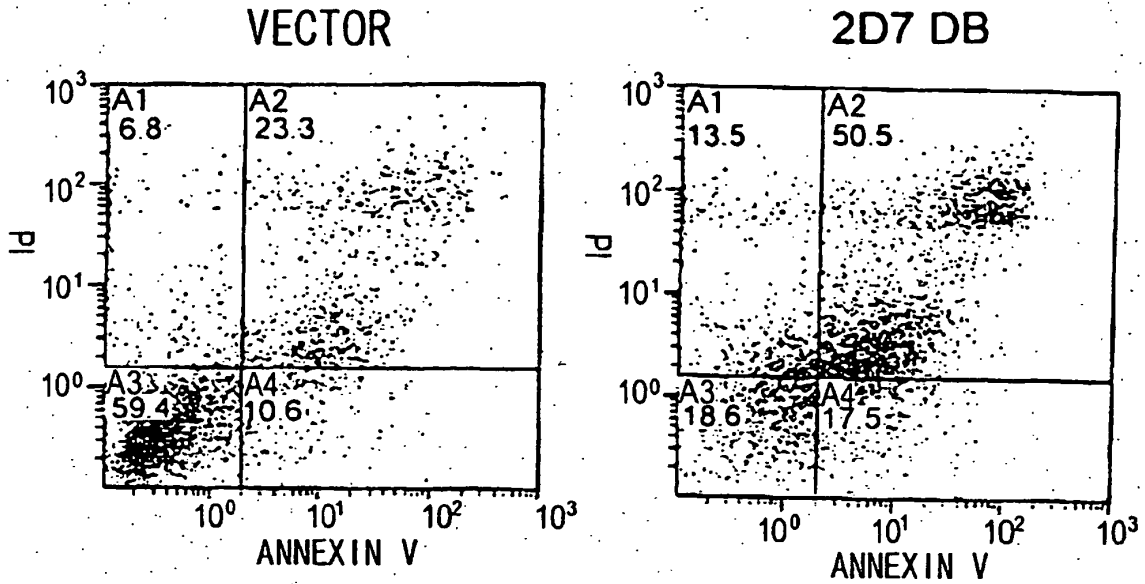 VECTOR
10³
A1
6.8
A2
23.3
10²
PI
10¹
10⁰
A3
59.4
A4
10.6
10⁰ 10¹ 10² 10³
ANNEXIN V
2D7 DB
10³
A1
13.5
A2
50.5
10²
PI
10¹
10⁰
A3
18.6
A4
17.5
10⁰ 10¹ 10² 10³
ANNEXIN V